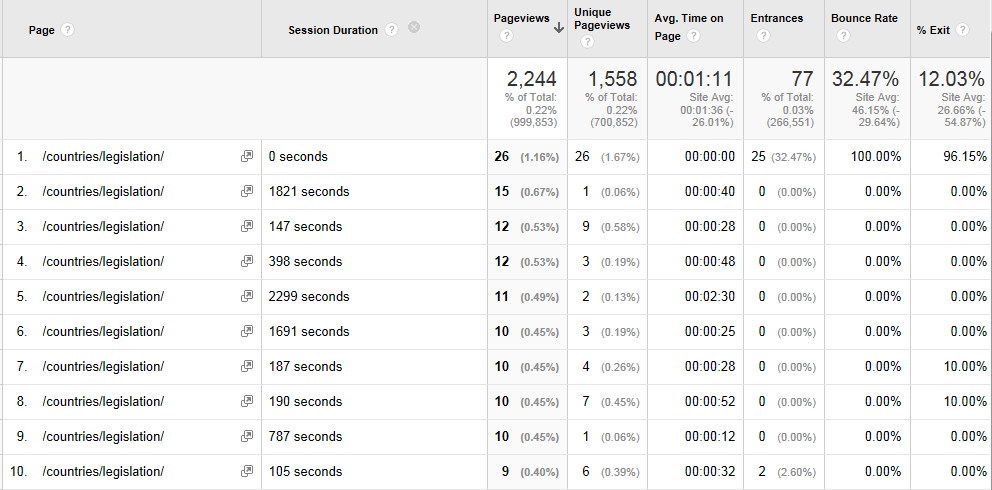 Page ? Session Duration ? Pageviews ? Unique Pageviews ? Avg. Time on Page ? Entrances ? Bounce Rate ? % Exit ?
2,244 1,558 00:01:11 77 32.47% 12.03%
% of Total: 0.22% (999,853) % of Total: 0.22% (700,852) Site Avg: 00:01:36 (-26.01%) % of Total: 0.03% (266,551) Site Avg: 46.15% (-29.64%) Site Avg: 26.66% (-54.87%)
1. /countries/legislation/ 0 seconds 26 (1.16%) 26 (1.67%) 00:00:00 25 (32.47%) 100.00% 96.15%
2. /countries/legislation/ 1821 seconds 15 (0.67%) 1 (0.06%) 00:00:40 0 (0.00%) 0.00% 0.00%
3. /countries/legislation/ 147 seconds 12 (0.53%) 9 (0.58%) 00:00:28 0 (0.00%) 0.00% 0.00%
4. /countries/legislation/ 398 seconds 12 (0.53%) 3 (0.19%) 00:00:48 0 (0.00%) 0.00% 0.00%
5. /countries/legislation/ 2299 seconds 11 (0.49%) 2 (0.13%) 00:02:30 0 (0.00%) 0.00% 0.00%
6. /countries/legislation/ 1691 seconds 10 (0.45%) 3 (0.19%) 00:00:25 0 (0.00%) 0.00% 0.00%
7. /countries/legislation/ 187 seconds 10 (0.45%) 4 (0.26%) 00:00:28 0 (0.00%) 0.00% 10.00%
8. /countries/legislation/ 190 seconds 10 (0.45%) 7 (0.45%) 00:00:52 0 (0.00%) 0.00% 10.00%
9. /countries/legislation/ 787 seconds 10 (0.45%) 1 (0.06%) 00:00:12 0 (0.00%) 0.00% 0.00%
10. /countries/legislation/ 105 seconds 9 (0.40%) 6 (0.39%) 00:00:32 2 (2.60%) 0.00% 0.00%